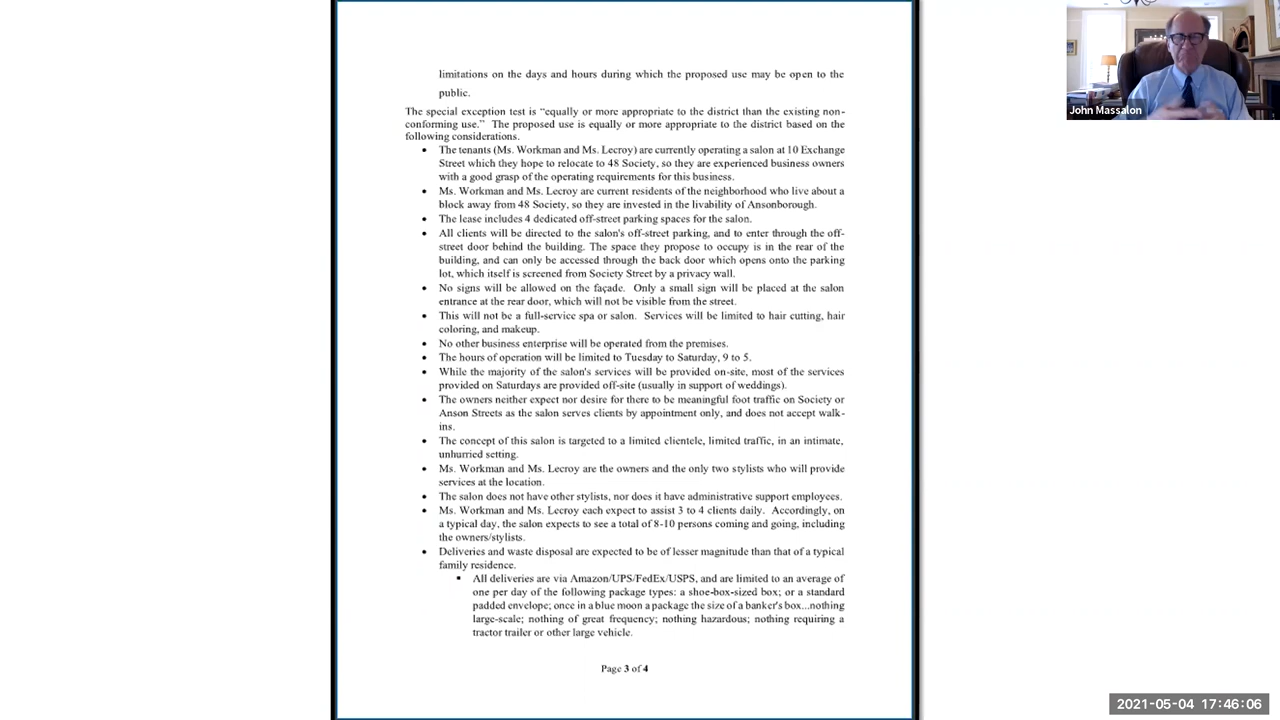 limitations on the days and hours during which the proposed use may be open to the
public.
The special exception test is “equally or more appropriate to the district than the existing non-
conforming use.” The proposed use is equally or more appropriate to the district based on the
following considerations.
• The tenants (Ms. Workman and Ms. Lecroy) are currently operating a salon at 10 Exchange
Street which they hope to relocate to 48 Society, so they are experienced business owners
with a good grasp of the operating requirements for this business.
• Ms. Workman and Ms. Lecroy are current residents of the neighborhood who live about a
block away from 48 Society, so they are invested in the livability of Ansonborough.
• The lease includes 4 dedicated off-street parking spaces for the salon.
• All clients will be directed to the salon's off-street parking, and to enter through the off-
street door behind the building. The space they propose to occupy is in the rear of the
building, and can only be accessed through the back door which opens onto the parking
lot, which itself is screened from Society Street by a privacy wall.
• No signs will be allowed on the façade. Only a small sign will be placed at the salon
entrance at the rear door, which will not be visible from the street.
• This will not be a full-service spa or salon. Services will be limited to hair cutting, hair
coloring, and makeup.
• No other business enterprise will be operated from the premises.
• The hours of operation will be limited to Tuesday to Saturday, 9 to 5.
• While the majority of the salon's services will be provided on-site, most of the services
provided on Saturdays are provided off-site (usually in support of weddings).
• The owners neither expect nor desire for there to be meaningful foot traffic on Society or
Anson Streets as the salon serves clients by appointment only, and does not accept walk-
ins.
• The concept of this salon is targeted to a limited clientele, limited traffic, in an intimate,
unhurried setting.
• Ms. Workman and Ms. Lecroy are the owners and the only two stylists who will provide
services at the location.
• The salon does not have other stylists, nor does it have administrative support employees.
• Ms. Workman and Ms. Lecroy each expect to assist 3 to 4 clients daily. Accordingly, on
a typical day, the salon expects to see a total of 8-10 persons coming and going, including
the owners/stylists.
• Deliveries and waste disposal are expected to be of lesser magnitude than that of a typical
family residence.
▪ All deliveries are via Amazon/UPS/FedEx/USPS, and are limited to an average of
one per day of the following package types: a shoe-box-sized box; or a standard
padded envelope; once in a blue moon a package the size of a banker's box...nothing
large-scale; nothing of great frequency; nothing hazardous; nothing requiring a
tractor trailer or other large vehicle.
Page 3 of 4
John Massalon
2021-05-04 17:46:06